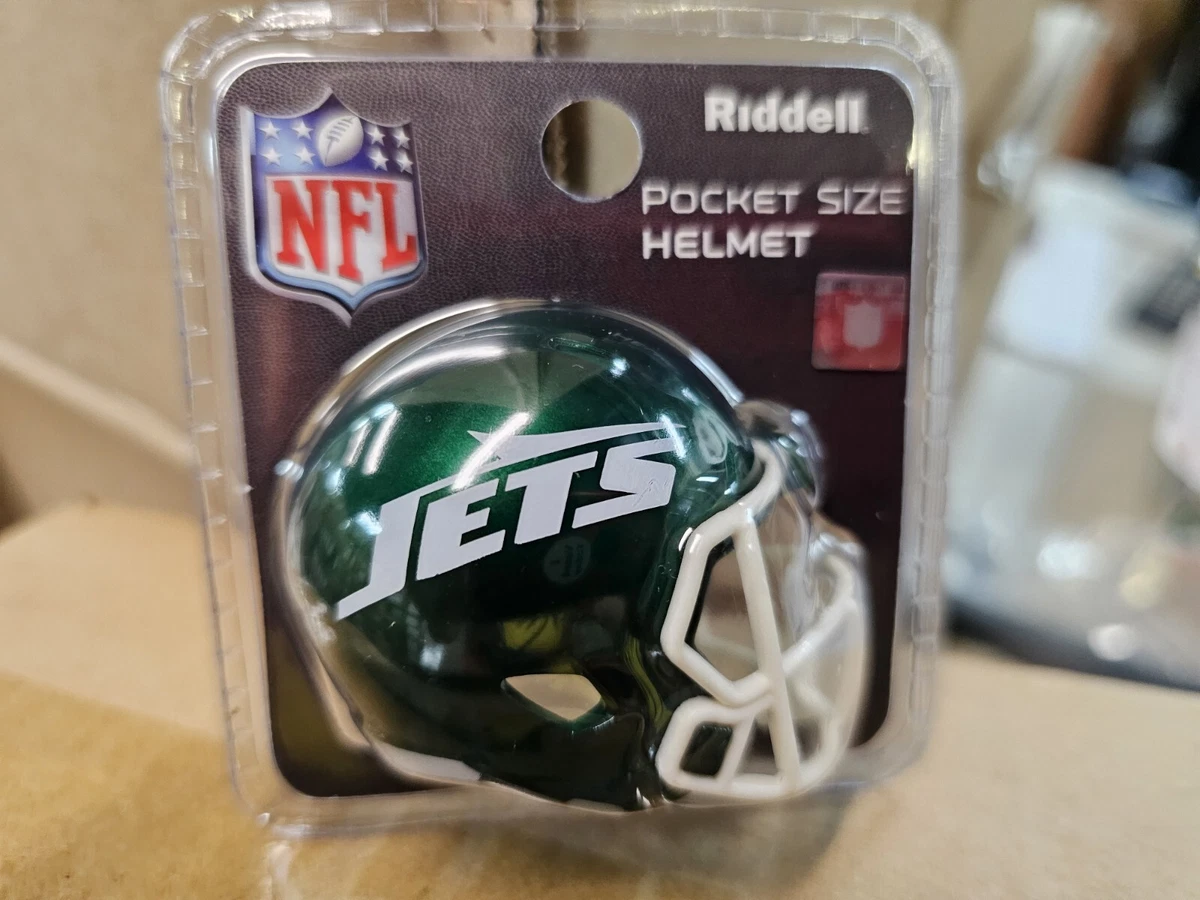 NFL
Riddell
POCKET SIZE
HELMET
JETS